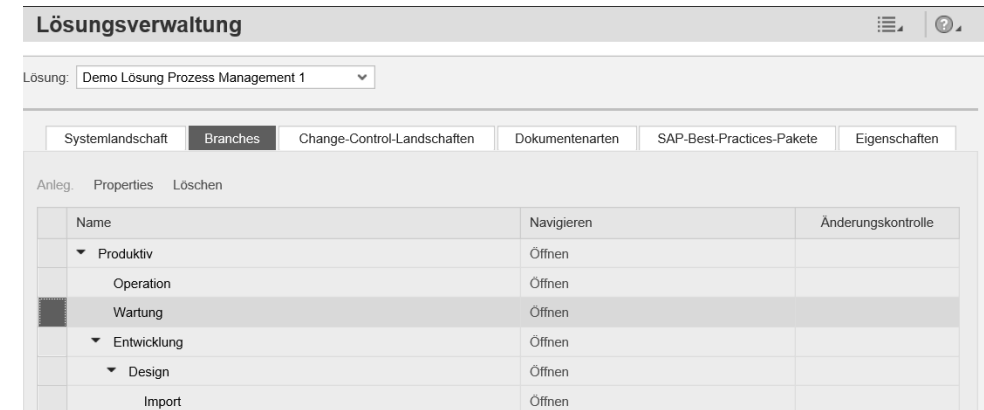 Lösungsverwaltung
Lösung: Demo Lösung Prozess Management 1
Systemlandschaft Branches Change-Control-Landschaften Dokumentenarten SAP-Best-Practices-Pakete Eigenschaften
Anleg. Properties Löschen
Name Navigieren Änderungskontrolle
Produktiv Öffnen
Operation Öffnen
Wartung Öffnen
Entwicklung Öffnen
Design Öffnen
Import Öffnen